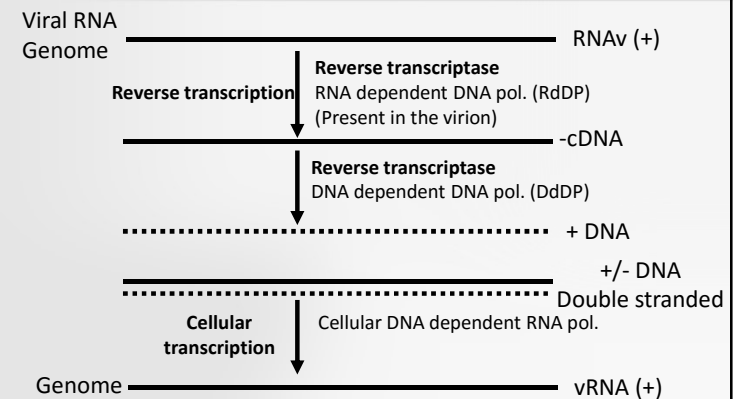 Viral RNA
Genome
RNAv (+)
Reverse transcription
Reverse transcriptase
RNA dependent DNA pol. (RdDP)
(Present in the virion)
-cDNA
Reverse transcriptase
DNA dependent DNA pol. (DdDP)
+ DNA
+/- DNA
Double stranded
Cellular
transcription
Cellular DNA dependent RNA pol.
Genome
vRNA (+)